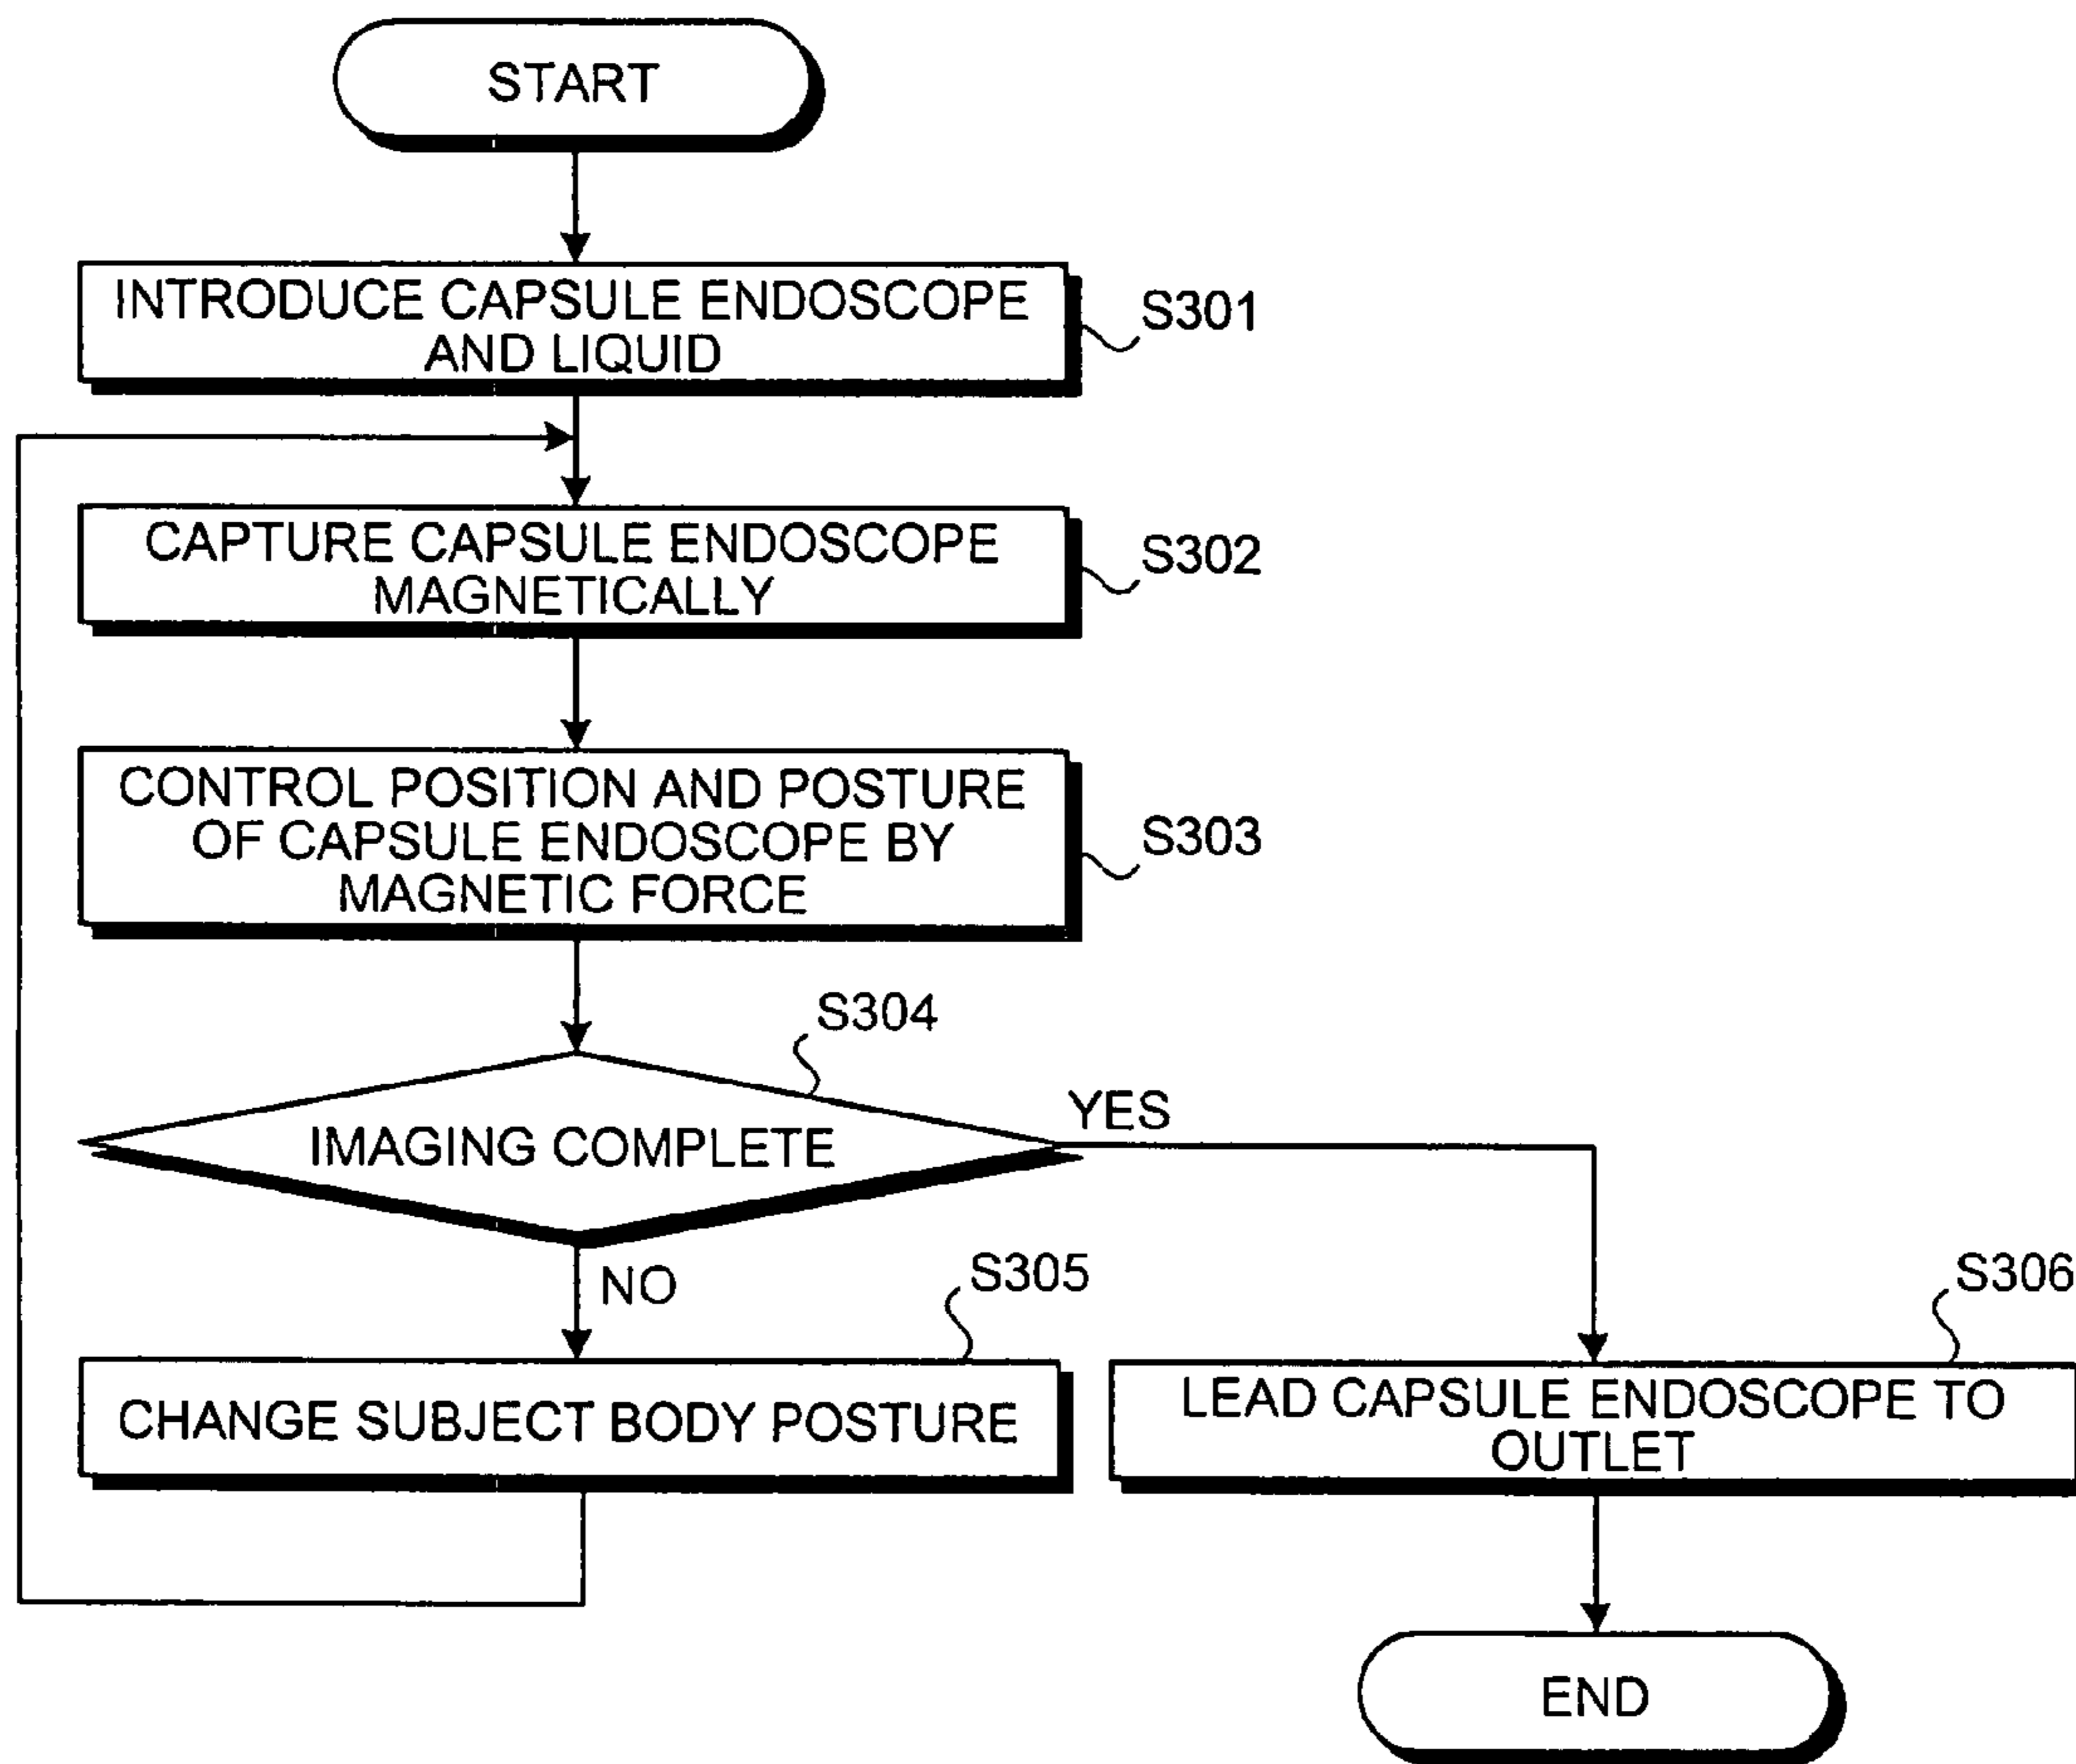 START
INTRODUCE CAPSULE ENDOSCOPE
AND LIQUID
S301
CAPTURE CAPSULE ENDOSCOPE
MAGNETICALLY
S302
CONTROL POSITION AND POSTURE
OF CAPSULE ENDOSCOPE BY
MAGNETIC FORCE
S303
S304
IMAGING COMPLETE
YES
NO
S305
CHANGE SUBJECT BODY POSTURE
S306
LEAD CAPSULE ENDOSCOPE TO
OUTLET
END